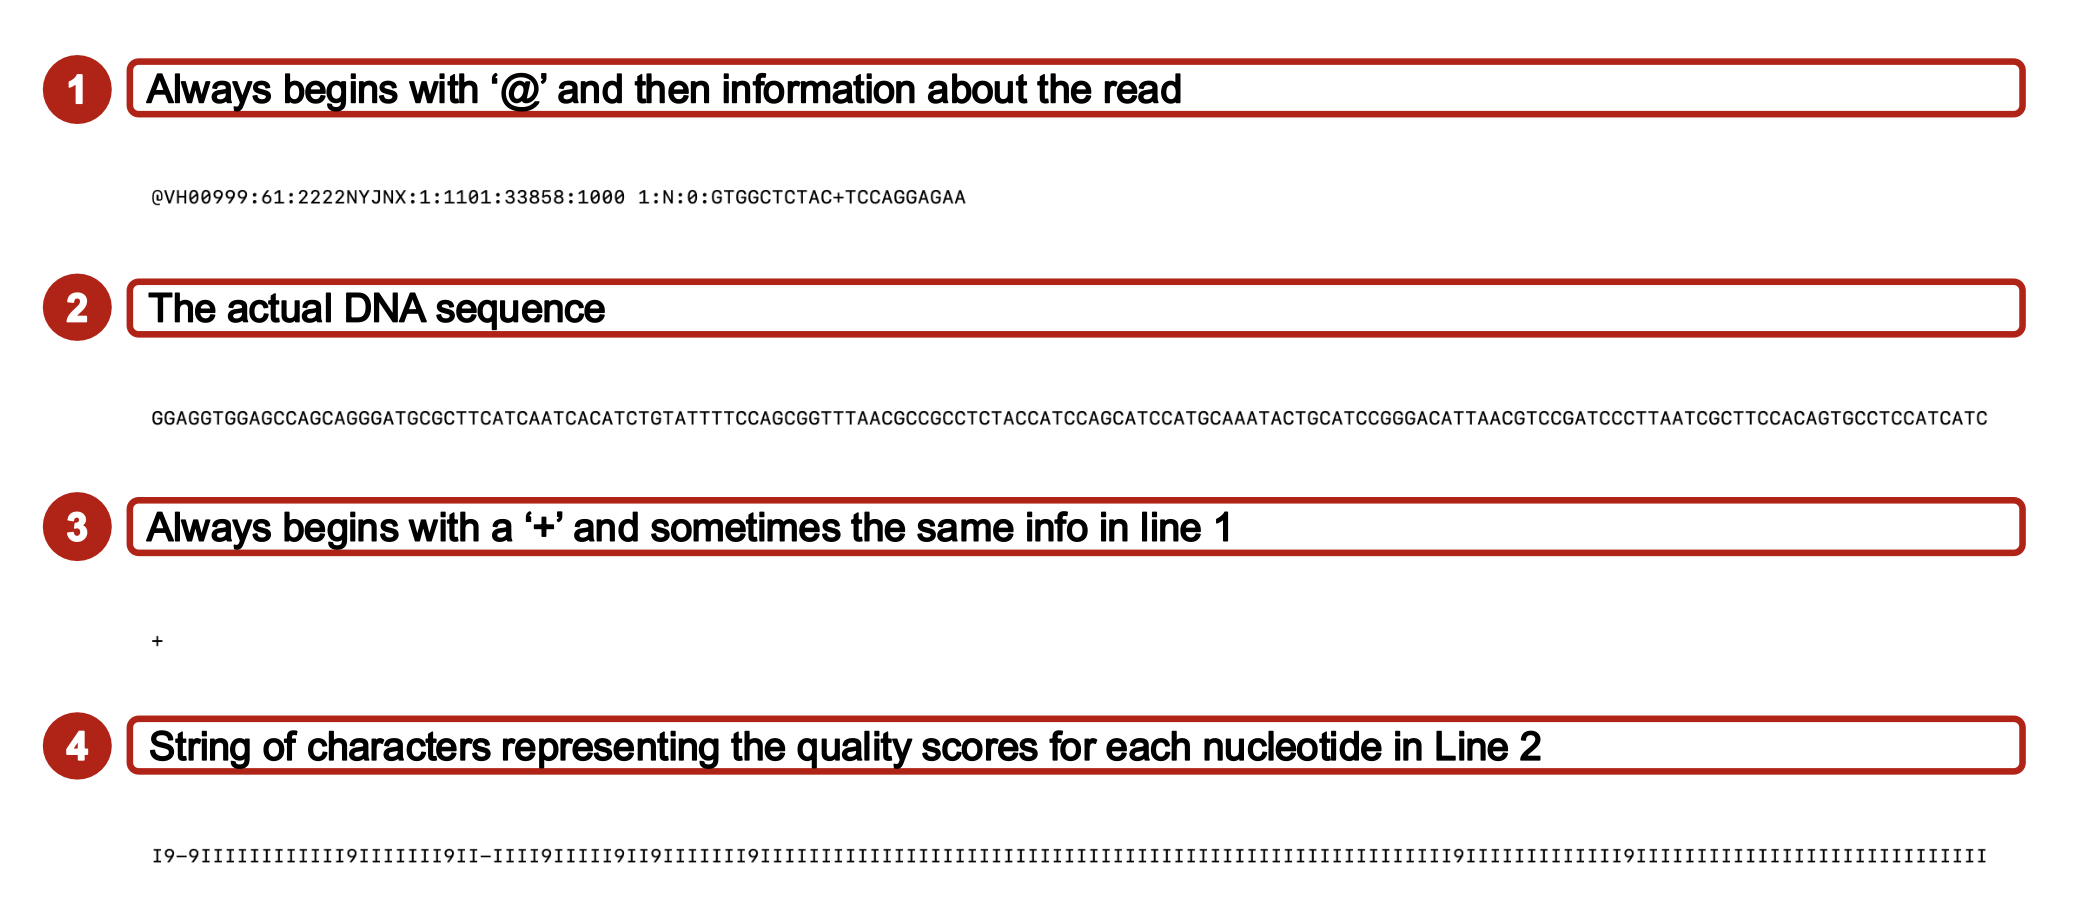 1 Always begins with ‘@’ and then information about the read
@VH00999:61:2222NYJNX:1:1101:33858:1000 1:N:0:GTGGCTCTAC+TCCAGGAGAA
2 The actual DNA sequence
GGAGGTGGAGCCAGCAGGGATGCGCTTCATCAATCACATCTGTATTTTCCAGCGGTTTAACGCCGCCTCTACCATCCAGCATCCATGCAAATACTGCATCCGGGACATTAACGTCCGATCCCTTAATCGCTTCCACAGTGCCTCCATCATC
3 Always begins with a ‘+’ and sometimes the same info in line 1
+
4 String of characters representing the quality scores for each nucleotide in Line 2
I9-9IIIIIIIIIIII9IIIIIII9II-IIII9IIIII9II9IIIIIII9IIIIIIIIIIIIIIIIIIIIIIIIIIIIIIIIIIIIIIIIIIIIIIIIIIIIIIIII9IIIIIIIIIIIII9IIIIIIIIIIIIIIIIIIIIIIIIIIIII